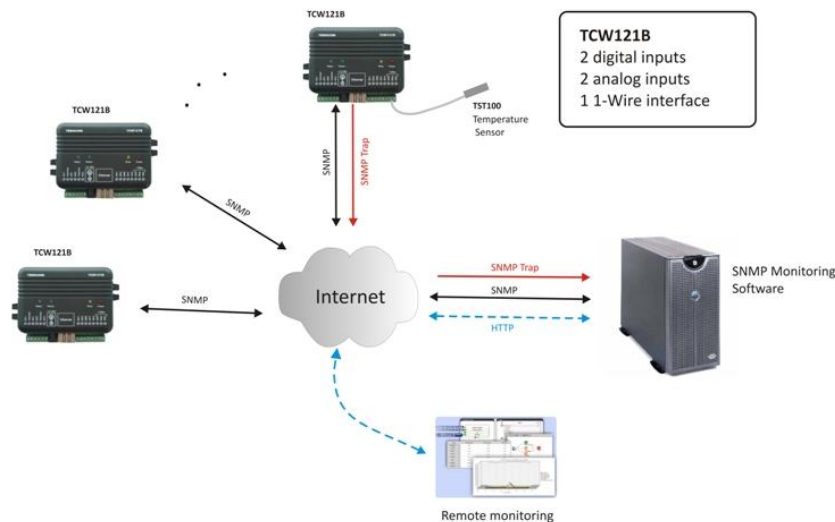 TCW121B
TCW121B
2 digital inputs
2 analog inputs
1 1-Wire interface
TCW121B
TST100
Temperature
Sensor
SNMP
SNMP Trap
SNMP
TCW121B
SNMP
Internet
SNMP Trap
SNMP
HTTP
SNMP Monitoring
Software
Remote monitoring